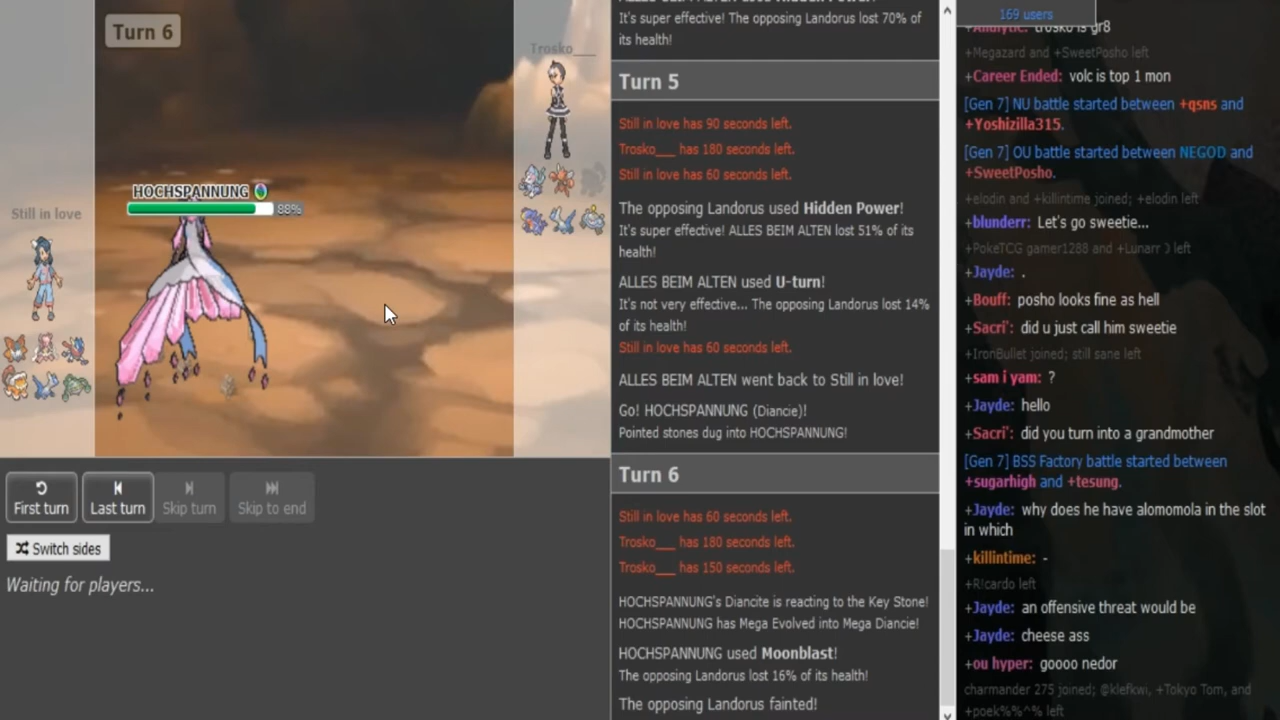 Turn 6
Trosko___
HOCHSPANNUNG
88%
Still in love
First turn
Last turn
Skip turn
Skip to end
Switch sides
Waiting for players...
It's super effective! The opposing Landorus lost 70% of
its health!
Turn 5
Still in love has 90 seconds left.
Trosko___ has 180 seconds left.
Still in love has 60 seconds left.
The opposing Landorus used Hidden Power!
It's super effective! ALLES BEIM ALTEN lost 51% of its
health!
ALLES BEIM ALTEN used U-turn!
It's not very effective... The opposing Landorus lost 14%
of its health!
Still in love has 60 seconds left.
ALLES BEIM ALTEN went back to Still in love!
Go! HOCHSPANNUNG (Diancie)!
Pointed stones dug into HOCHSPANNUNG!
Turn 6
Still in love has 60 seconds left.
Trosko___ has 180 seconds left.
Trosko___ has 150 seconds left.
HOCHSPANNUNG's Diancite is reacting to the Key Stone!
HOCHSPANNUNG has Mega Evolved into Mega Diancie!
HOCHSPANNUNG used Moonblast!
The opposing Landorus lost 16% of its health!
The opposing Landorus fainted!
169 users
+Analytic: trosko is gr8
+Megazard and +SweetPosho left
+Career Ended: volc is top 1 mon
[Gen 7] NU battle started between +qsns and
+Yoshizilla315.
[Gen 7] OU battle started between NEGOD and
+SweetPosho.
+elodin and +killintime joined; +elodin left
+blunderr: Let's go sweetie...
+PokeTCG gamer1288 and +Lunarr left
+Jayde: .
+Bouff: posho looks fine as hell
+Sacri': did u just call him sweetie
+IronBullet joined; still sane left
+sam i yam: ?
+Jayde: hello
+Sacri': did you turn into a grandmother
[Gen 7] BSS Factory battle started between
+sugarhigh and +tesung.
+Jayde: why does he have alomomola in the slot
in which
+killintime: -
+R!cardo left
+Jayde: an offensive threat would be
+Jayde: cheese ass
+ou hyper: goooo nedor
charmander 275 joined; @klefkwi, +Tokyo Tom, and
+poek%%^% left